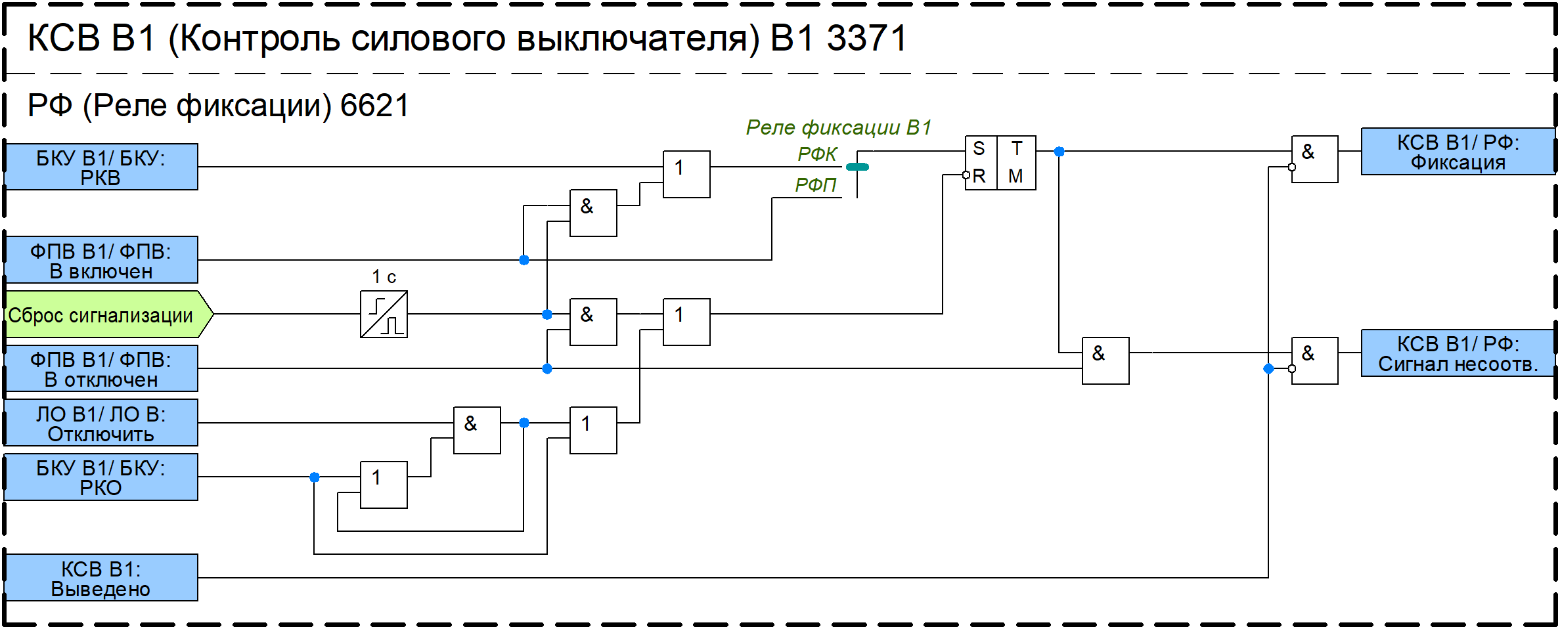 КСВ В1 (Контроль силового выключателя) В1 3371
РФ (Реле фиксации) 6621
Реле фиксации В1
РФК
РФП
БКУ В1/ БКУ:
РКВ
1
&
S T
R M
&
КСВ В1/ РФ:
Фиксация
ФПВ В1/ ФПВ:
В включен
1 с
Сброс сигнализации
&
1
ФПВ В1/ ФПВ:
В отключен
&
&
КСВ В1/ РФ:
Сигнал несоотв.
ЛО В1/ ЛО В:
Отключить
&
1
БКУ В1/ БКУ:
РКО
1
КСВ В1:
Выведено